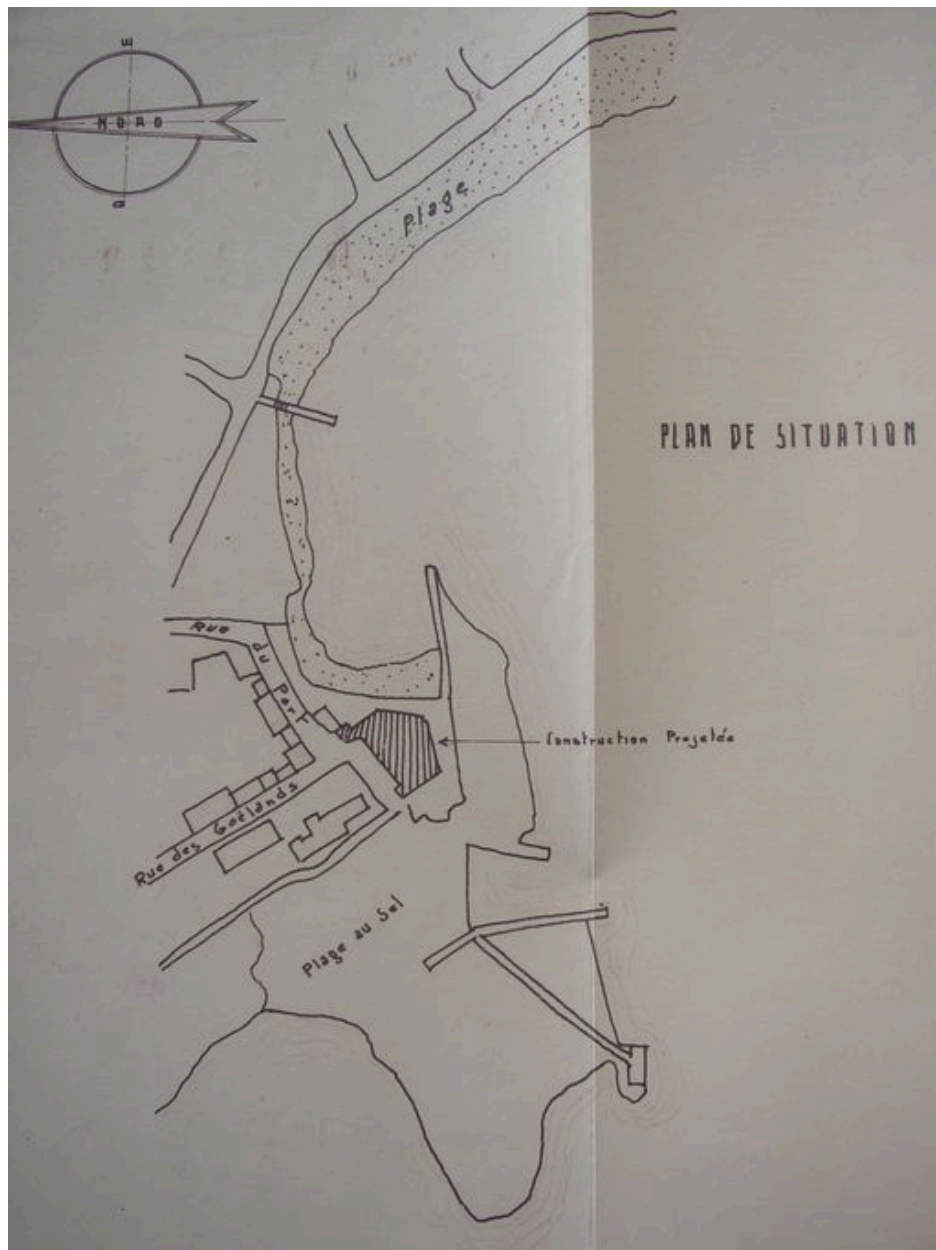 E
NORD
O
Plage
PLAN DE SITUATION
Rue du Port
Construction Projetée
Rue des Goëlands
Plage au Sel